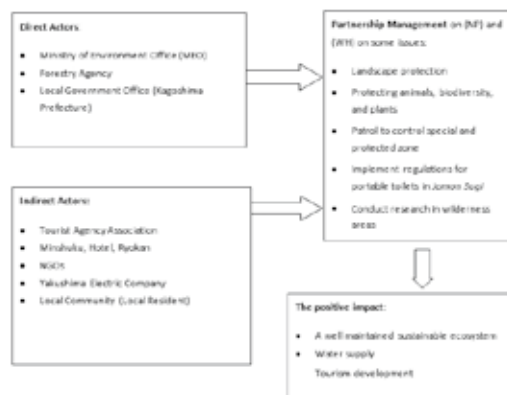 Direct Actors
Ministry of Environment Office (MEO)
Forestry Agency
Local Government Office (Kagoshima
Prefecture)
Partnership Management on (NP) and
(WH) on some issues:
Landscape protection
Protecting animals, biodiversity,
and plants
Patrol to control special and
protected zone
Implement regulations for
portable toilets in Jomon Sugi
Conduct research in wilderness
areas
Indirect Actors:
Tourist Agency Association
Minshuku, Hotel, Ryokan
NGOs
Yakushima Electric Company
Local Community (Local Resident)
The positive impact:
A well maintained sustainable ecosystem
Water supply
Tourism development